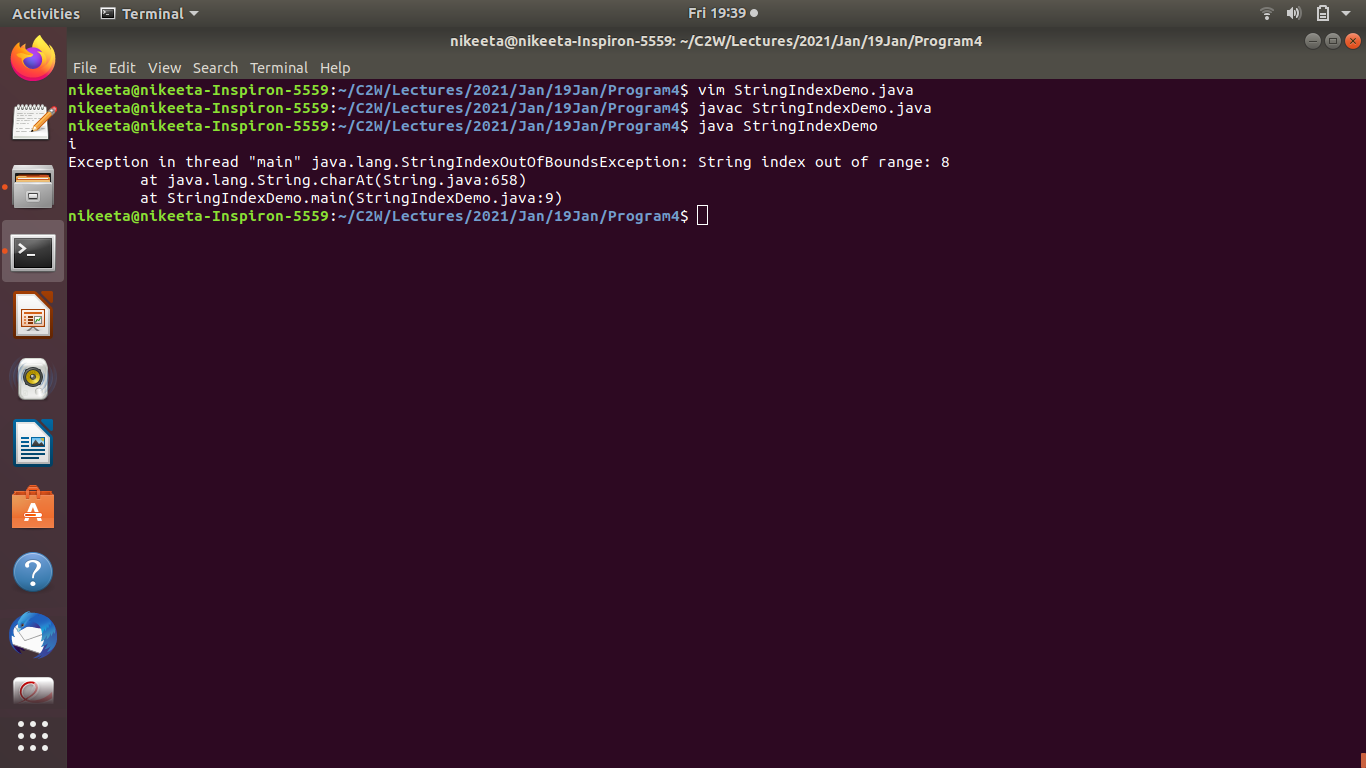 Activities Terminal Fri 19:39
nikeeta@nikeeta-Inspiron-5559: ~/C2W/Lectures/2021/Jan/19Jan/Program4
File Edit View Search Terminal Help
nikeeta@nikeeta-Inspiron-5559:~/C2W/Lectures/2021/Jan/19Jan/Program4$ vim StringIndexDemo.java
nikeeta@nikeeta-Inspiron-5559:~/C2W/Lectures/2021/Jan/19Jan/Program4$ javac StringIndexDemo.java
nikeeta@nikeeta-Inspiron-5559:~/C2W/Lectures/2021/Jan/19Jan/Program4$ java StringIndexDemo
i
Exception in thread "main" java.lang.StringIndexOutOfBoundsException: String index out of range: 8
        at java.lang.String.charAt(String.java:658)
        at StringIndexDemo.main(StringIndexDemo.java:9)
nikeeta@nikeeta-Inspiron-5559:~/C2W/Lectures/2021/Jan/19Jan/Program4$